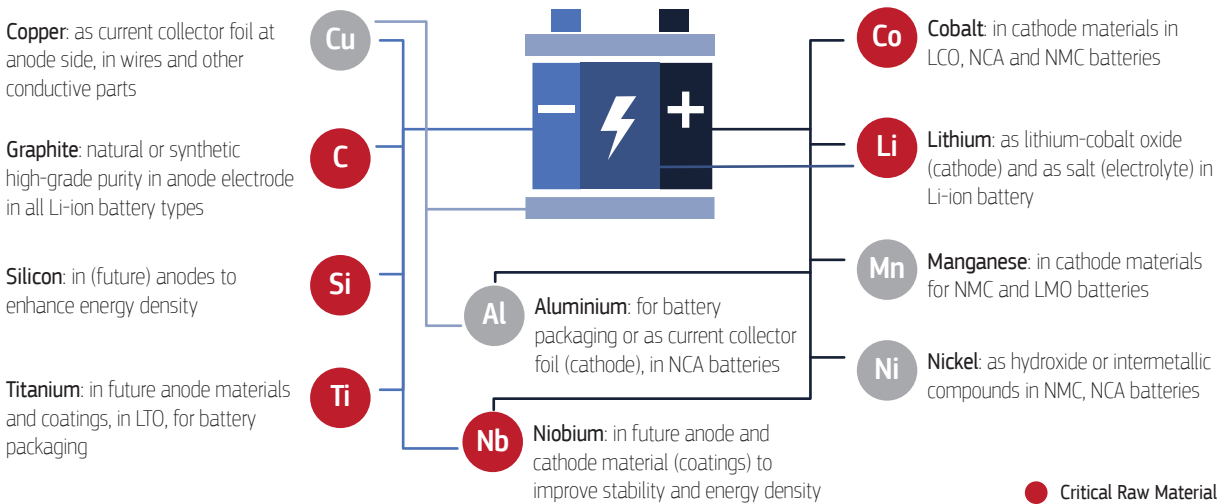 Copper: as current collector foil at
anode side, in wires and other
conductive parts
Cu
Graphite: natural or synthetic
high-grade purity in anode electrode
in all Li-ion battery types
C
Silicon: in (future) anodes to
enhance energy density
Si
Titanium: in future anode materials
and coatings, in LTO, for battery
packaging
Ti
− +
Al
Aluminium: for battery
packaging or as current collector
foil (cathode), in NCA batteries
Nb
Niobium: in future anode and
cathode material (coatings) to
improve stability and energy density
Co
Cobalt: in cathode materials in
LCO, NCA and NMC batteries
Li
Lithium: as lithium-cobalt oxide
(cathode) and as salt (electrolyte) in
Li-ion battery
Mn
Manganese: in cathode materials
for NMC and LMO batteries
Ni
Nickel: as hydroxide or intermetallic
compounds in NMC, NCA batteries
Critical Raw Material